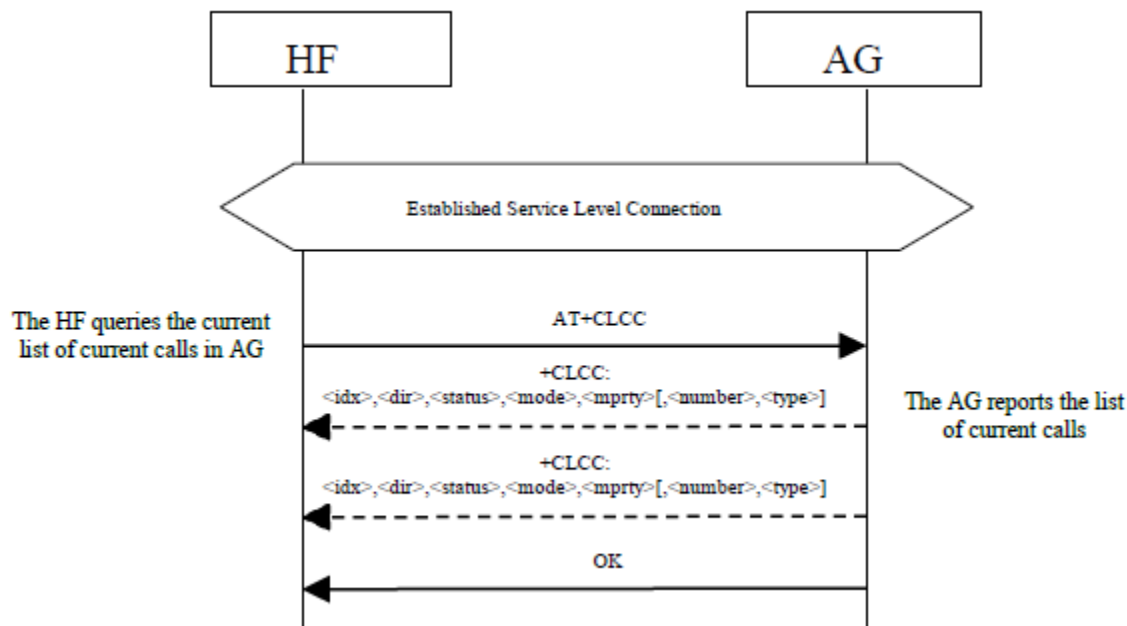 HF
AG
Established Service Level Connection
The HF queries the current
list of current calls in AG
AT+CLCC
+CLCC:
<idx>,<dir>,<status>,<mode>,<mprty>[,<number>,<type>]
The AG reports the list
of current calls
+CLCC:
<idx>,<dir>,<status>,<mode>,<mprty>[,<number>,<type>]
OK